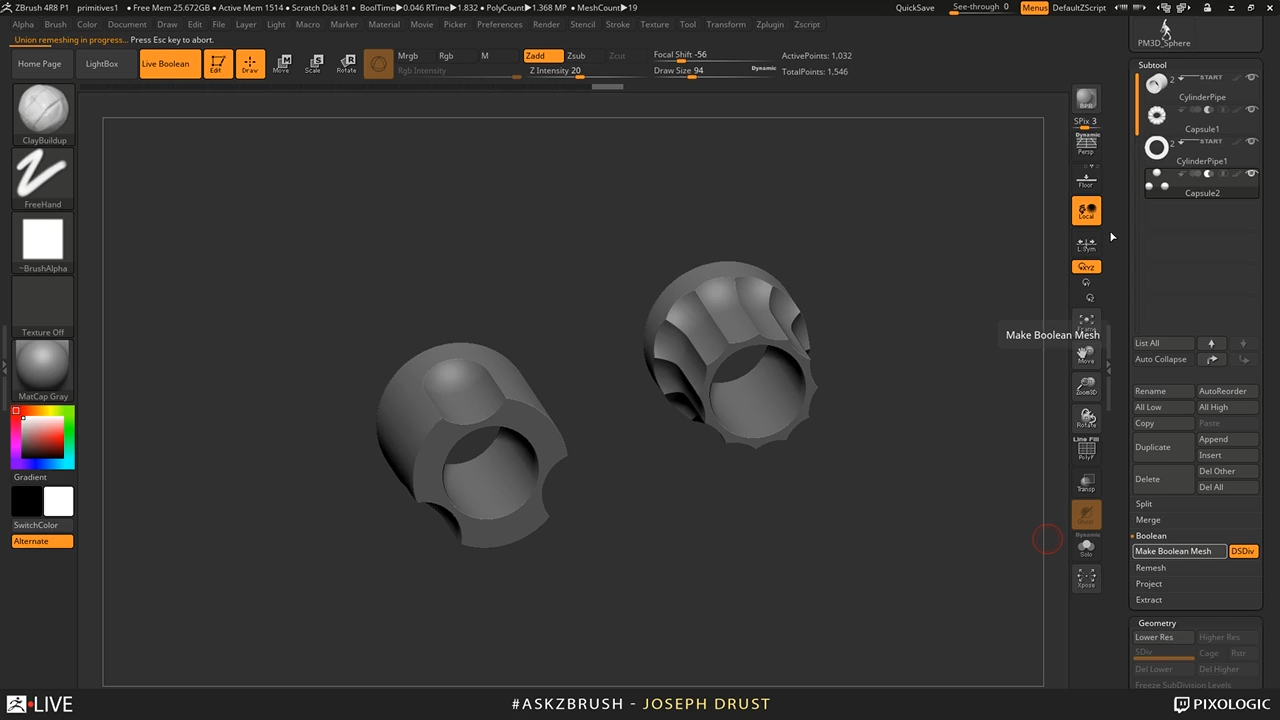 ZBrush 4R8 P1 primitives1 • Free Mem 25.672GB • Active Mem 1514 • Scratch Disk 81 • BoolTime▶0.046 RTime▶1.832 • PolyCount▶1.368 MP • MeshCount▶19 QuickSave See-through 0 Menus DefaultZScript
Alpha Brush Color Document Draw Edit File Layer Light Macro Marker Material Movie Picture Preferences Render Stencil Stroke Texture Tool Transform Zplugin Zscript
Union remeshing in progress... Press Esc key to abort.
Home Page LightBox Live Boolean Edit Draw Move Scale Rotate
Mrgb Rgb M
Rgb Intensity
Zadd Zsub Zcut
Z Intensity 20
Focal Shift -56
Draw Size 94 Dynamic
ActivePoints: 1,032
TotalPoints: 1,546
ClayBuildup
FreeHand
~BrushAlpha
Texture Off
MatCap Gray
Gradient
SwitchColor
Alternate
Make Boolean Mesh
BPR
SPix 3
Dynamic
Persp
Floor
Local
L.Sym
XYZ
Frame
Move
Zoom3D
Rotate
Line Fill
PolyF
Transp
Ghost
Dynamic
Solo
Xpose
PM3D_Sphere
Subtool
2 START
CylinderPipe
Capsule1
2 START
CylinderPipe1
Capsule2
List All
Auto Collapse
Rename AutoReorder
All Low All High
Copy Paste
Duplicate Append
Insert
Delete Del Other
Del All
Split
Merge
Boolean
Make Boolean Mesh DSDiv
Remesh
Project
Extract
Geometry
Lower Res Higher Res
SDiv Cage Rstr
Del Lower Del Higher
Freeze SubDivision Levels
LIVE
#ASKZBRUSH - JOSEPH DRUST
PIXOLOGIC